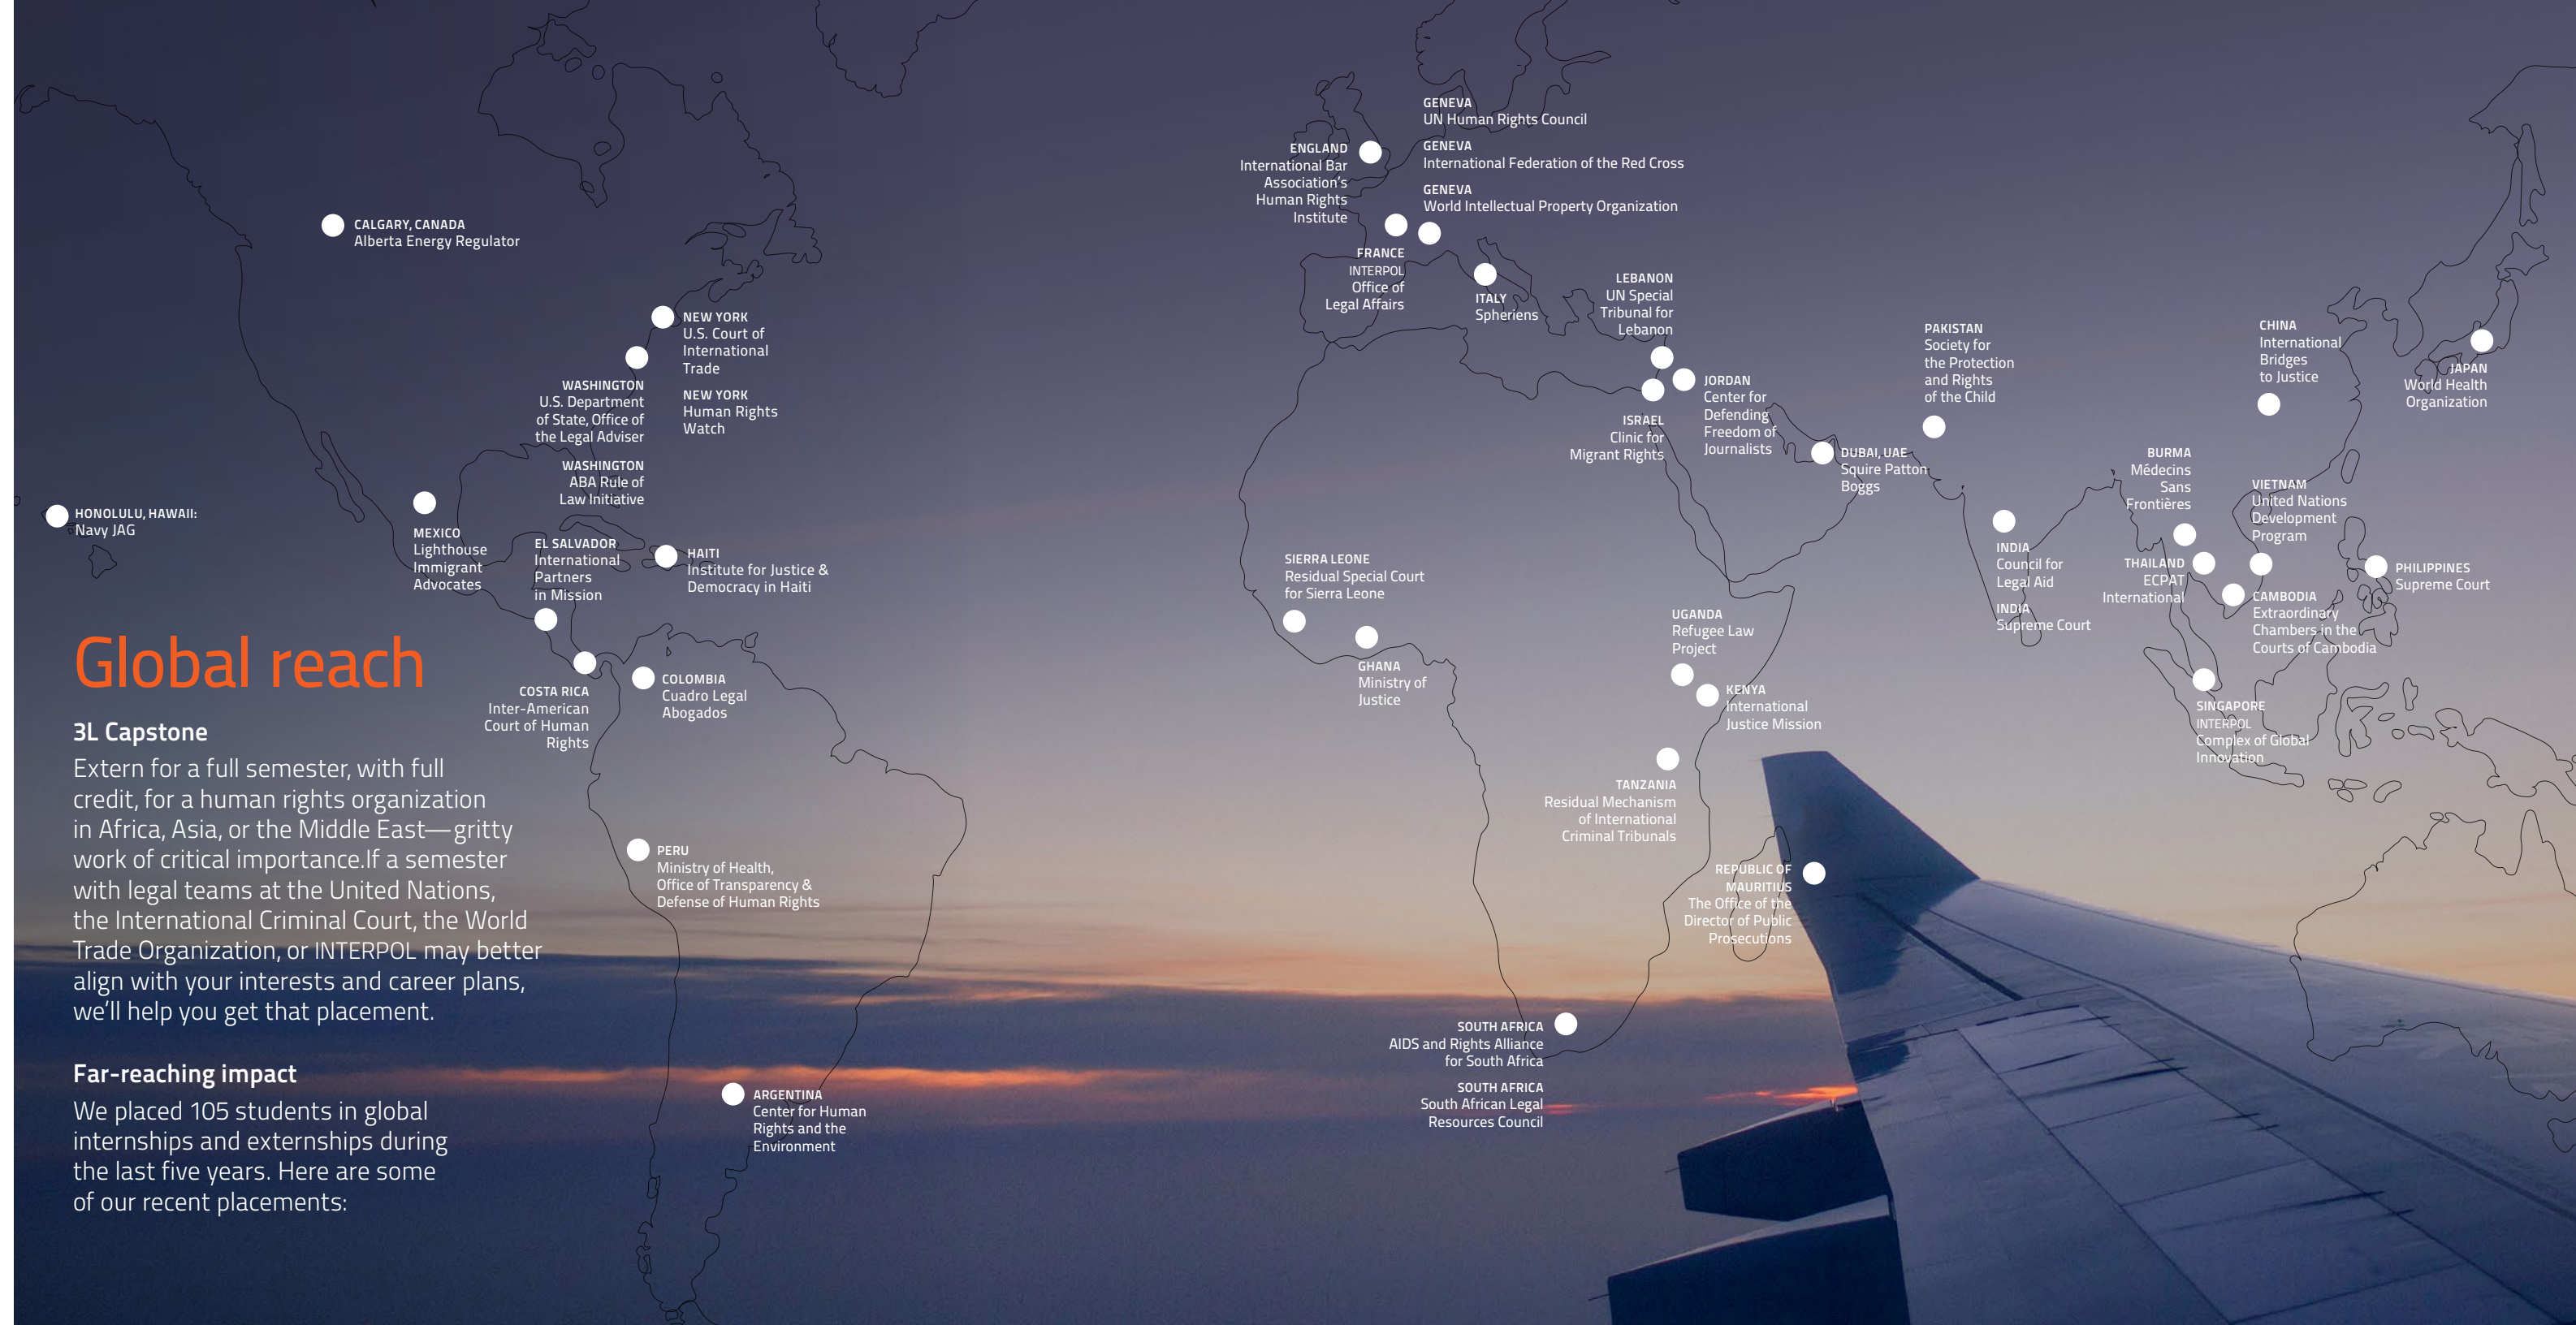 Global reach
3L Capstone
Extern for a full semester, with full
credit, for a human rights organization
in Africa, Asia, or the Middle East—gritty
work of critical importance.If a semester
with legal teams at the United Nations,
the International Criminal Court, the World
Trade Organization, or INTERPOL may better
align with your interests and career plans,
we'll help you get that placement.
Far-reaching impact
We placed 105 students in global
internships and externships during
the last five years. Here are some
of our recent placements:
HONOLULU, HAWAII:
Navy JAG
CALGARY, CANADA
Alberta Energy Regulator
NEW YORK
U.S. Court of
International
Trade
NEW YORK
Human Rights
Watch
WASHINGTON
U.S. Department
of State, Office of
the Legal Adviser
WASHINGTON
ABA Rule of
Law Initiative
MEXICO
Lighthouse
Immigrant
Advocates
EL SALVADOR
International
Partners
in Mission
HAITI
Institute for Justice &
Democracy in Haiti
COSTA RICA
Inter-American
Court of Human
Rights
COLOMBIA
Cuadro Legal
Abogados
PERU
Ministry of Health,
Office of Transparency &
Defense of Human Rights
ARGENTINA
Center for Human
Rights and the
Environment
ENGLAND
International Bar
Association's
Human Rights
Institute
GENEVA
UN Human Rights Council
GENEVA
International Federation of the Red Cross
GENEVA
World Intellectual Property Organization
FRANCE
INTERPOL
Office of
Legal Affairs
ITALY
Spheriens
LEBANON
UN Special
Tribunal for
Lebanon
ISRAEL
Clinic for
Migrant Rights
JORDAN
Center for
Defending
Freedom of
Journalists
DUBAI, UAE
Squire Patton
Boggs
PAKISTAN
Society for
the Protection
and Rights
of the Child
SIERRA LEONE
Residual Special Court
for Sierra Leone
GHANA
Ministry of
Justice
UGANDA
Refugee Law
Project
KENYA
International
Justice Mission
TANZANIA
Residual Mechanism
of International
Criminal Tribunals
REPUBLIC OF
MAURITIUS
The Office of the
Director of Public
Prosecutions
SOUTH AFRICA
AIDS and Rights Alliance
for South Africa
SOUTH AFRICA
South African Legal
Resources Council
INDIA
Council for
Legal Aid
INDIA
Supreme Court
CHINA
International
Bridges
to Justice
JAPAN
World Health
Organization
BURMA
Médecins
Sans
Frontières
VIETNAM
United Nations
Development
Program
THAILAND
ECPAT
International
CAMBODIA
Extraordinary
Chambers in the
Courts of Cambodia
PHILIPPINES
Supreme Court
SINGAPORE
INTERPOL
Complex of Global
Innovation